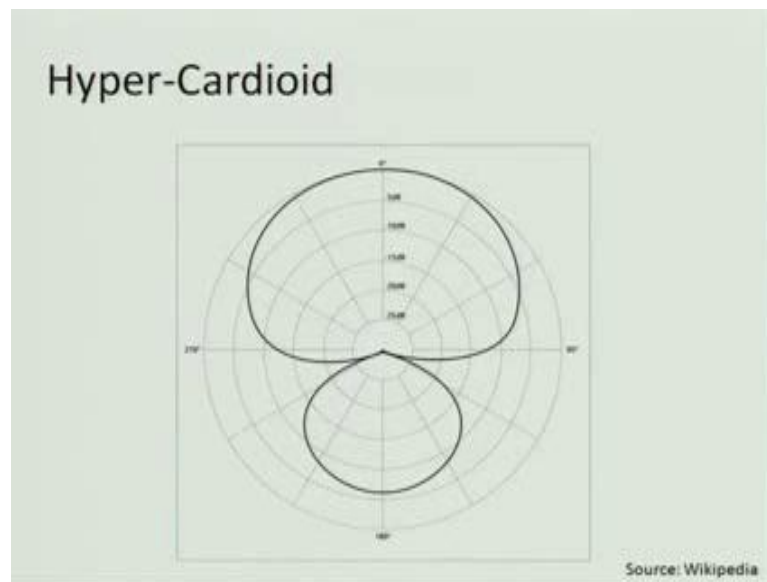 Hyper-Cardioid
0°
5dB
10dB
15dB
20dB
25dB
270°
90°
180°
Source: Wikipedia